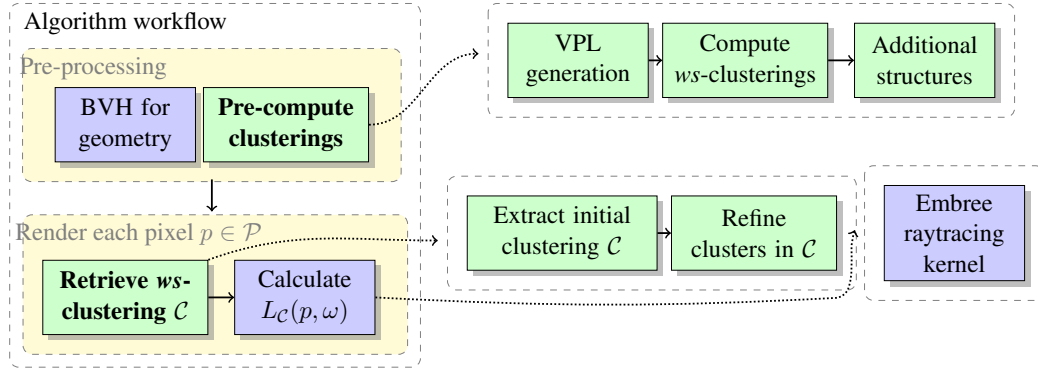 Algorithm workflow
Pre-processing
BVH for
geometry
Pre-compute
clusterings
Render each pixel p ∈ 𝒫
Retrieve ws-
clustering 𝒞
Calculate
L_𝒞(p, ω)
VPL
generation
Compute
ws-clusterings
Additional
structures
Extract initial
clustering 𝒞
Refine
clusters in 𝒞
Embree
raytracing
kernel